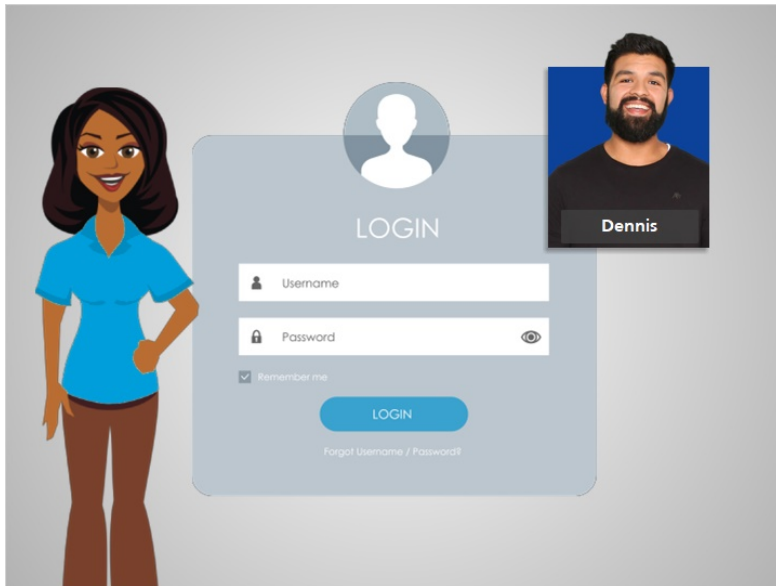 Dennis
LOGIN
Username
Password
Remember me
LOGIN
Forgot Username / Password?